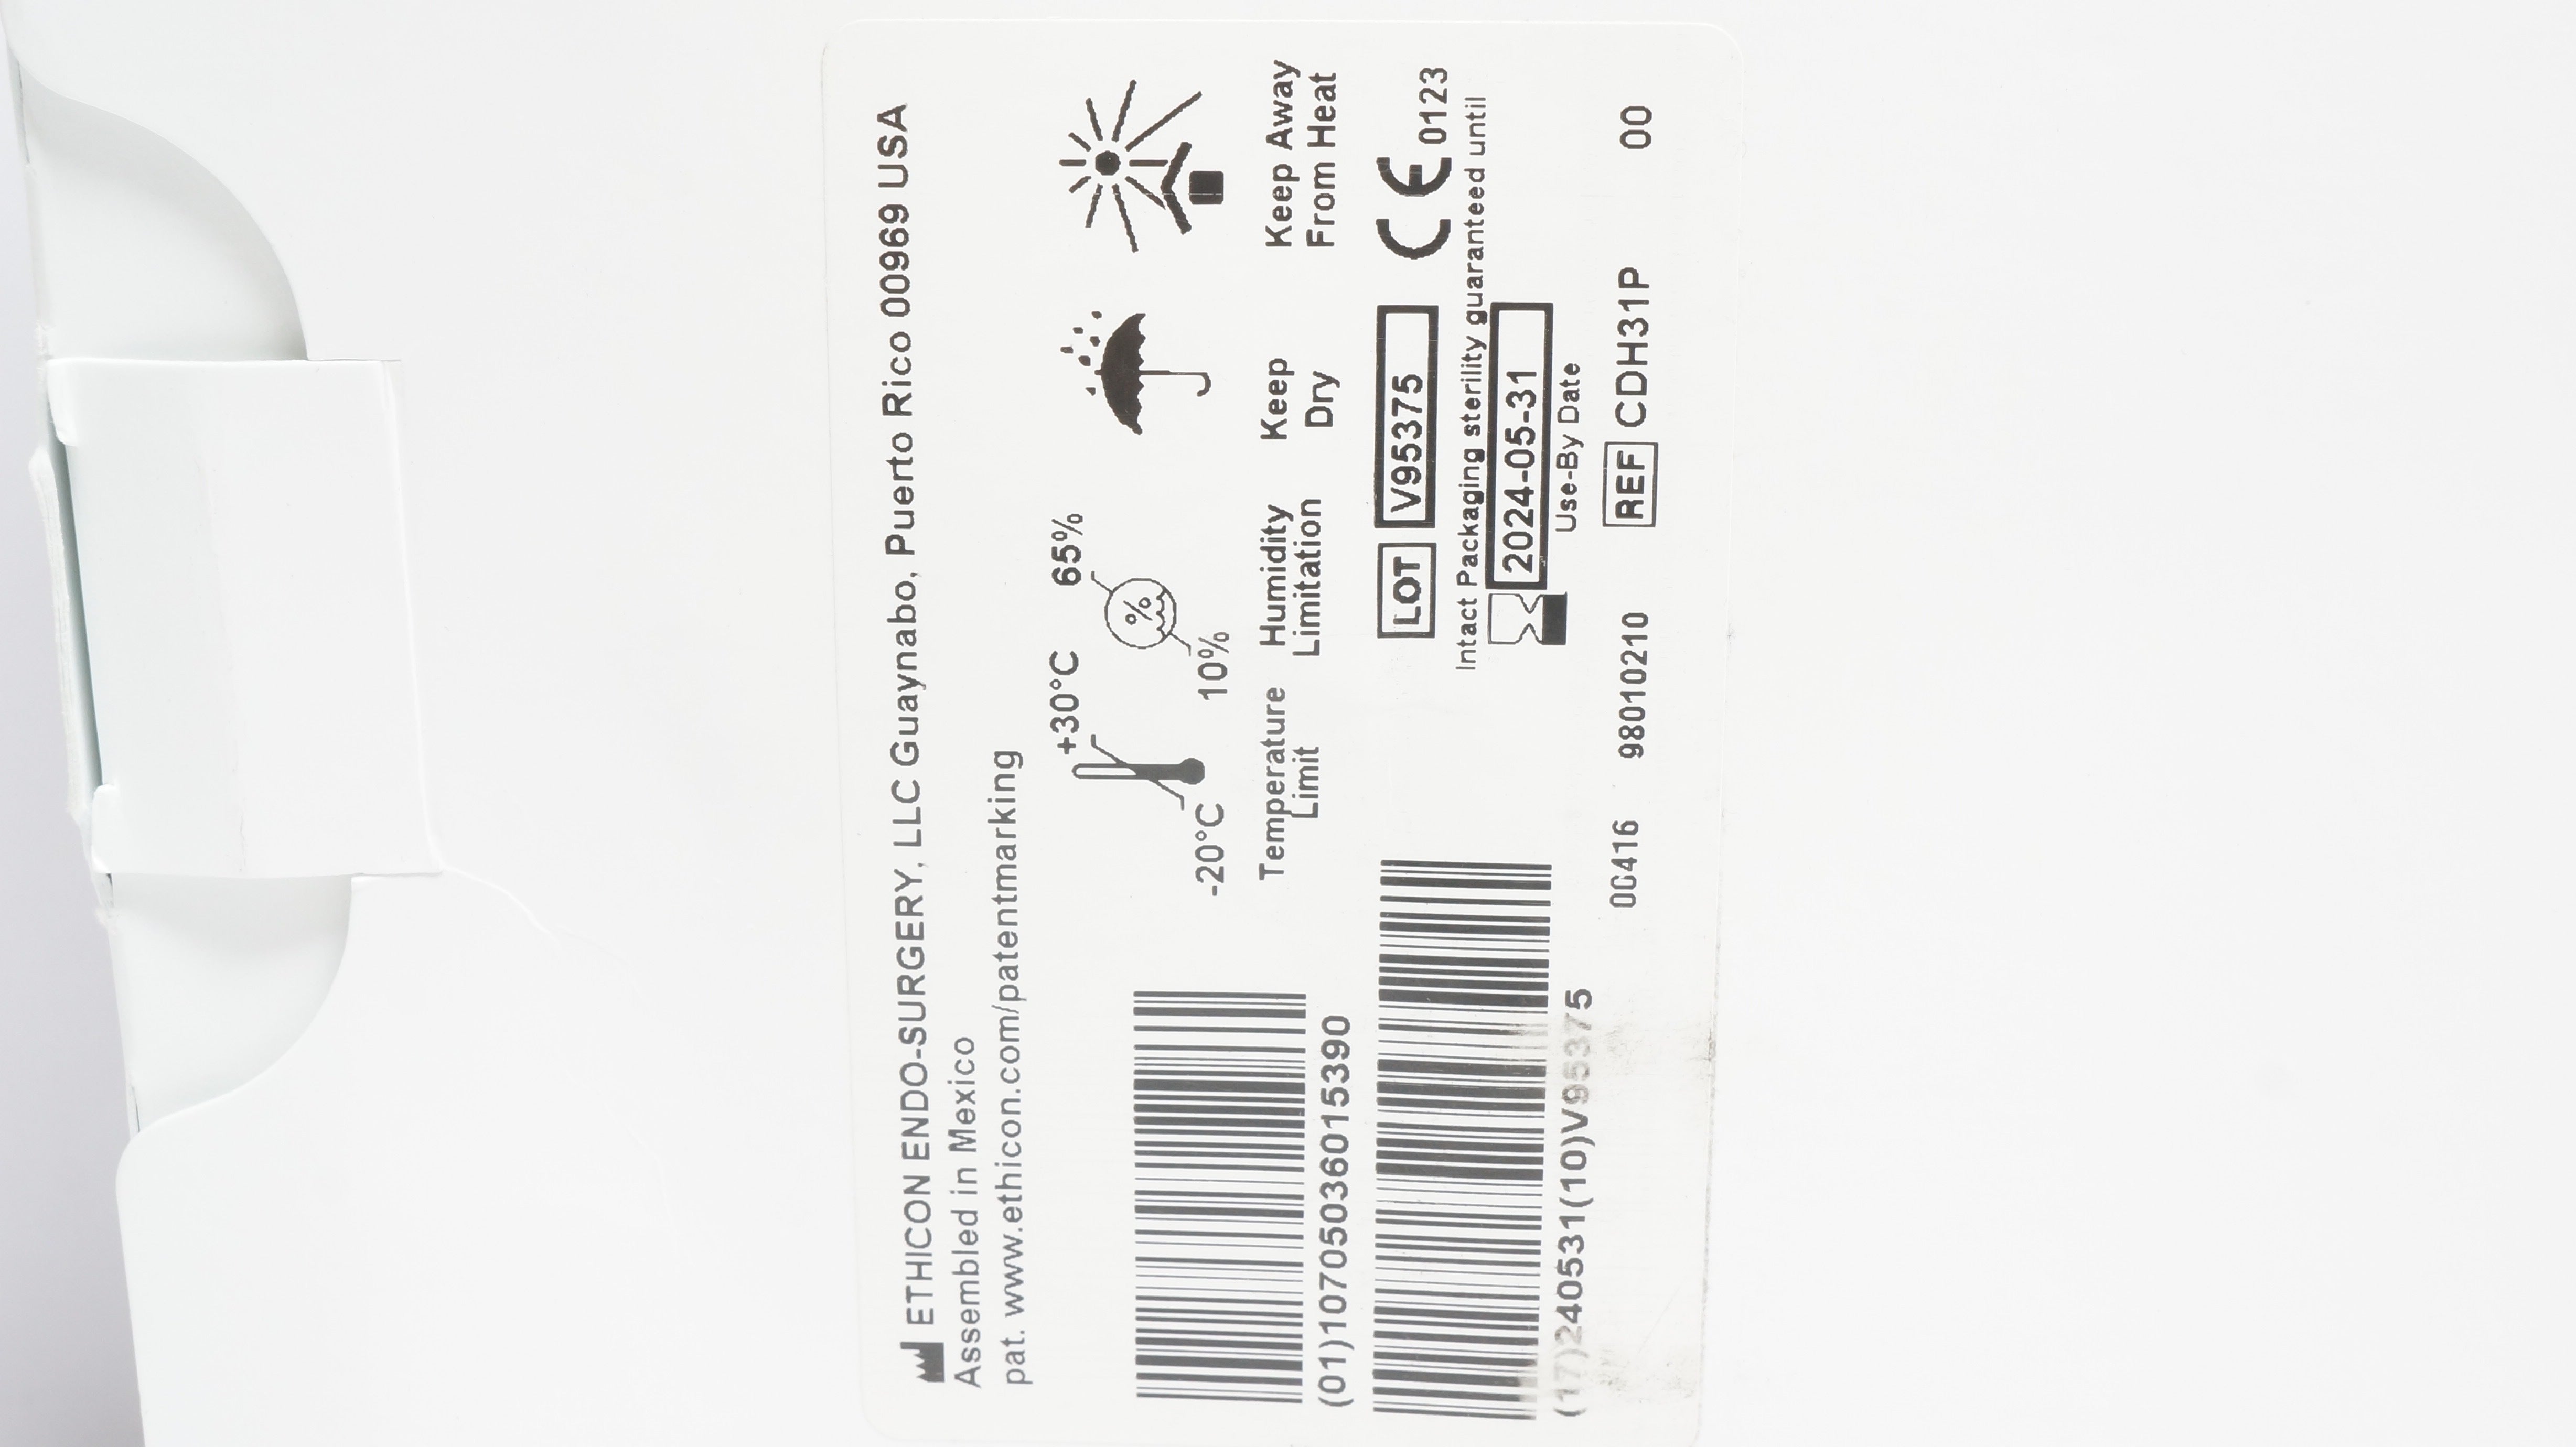 ETHICON ENDO-SURGERY, LLC Guaynabo, Puerto Rico 00969 USA
Assembled in Mexico
pat. www.ethicon.com/patentmarking
+30°C
-20°C
Temperature
Limit
65%
10%
Humidity
Limitation
Keep
Dry
Keep Away
From Heat
(01)10705036015390
LOT V95375
CE 0123
Intact Packaging sterility guaranteed until
2024-05-31
Use-By Date
(17)240531(10)V95375
00416 98010210 REF CDH31P 00